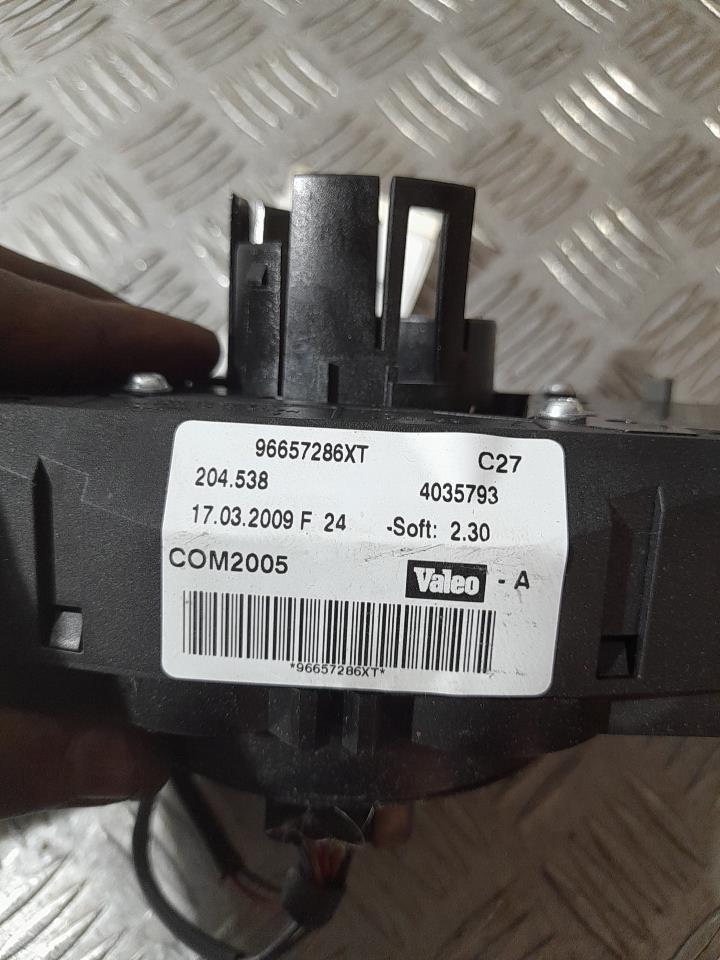 96657286XT C27
204.538 4035793
17.03.2009 F 24 -Soft: 2.30
COM2005 Valeo - A
*96657286XT*